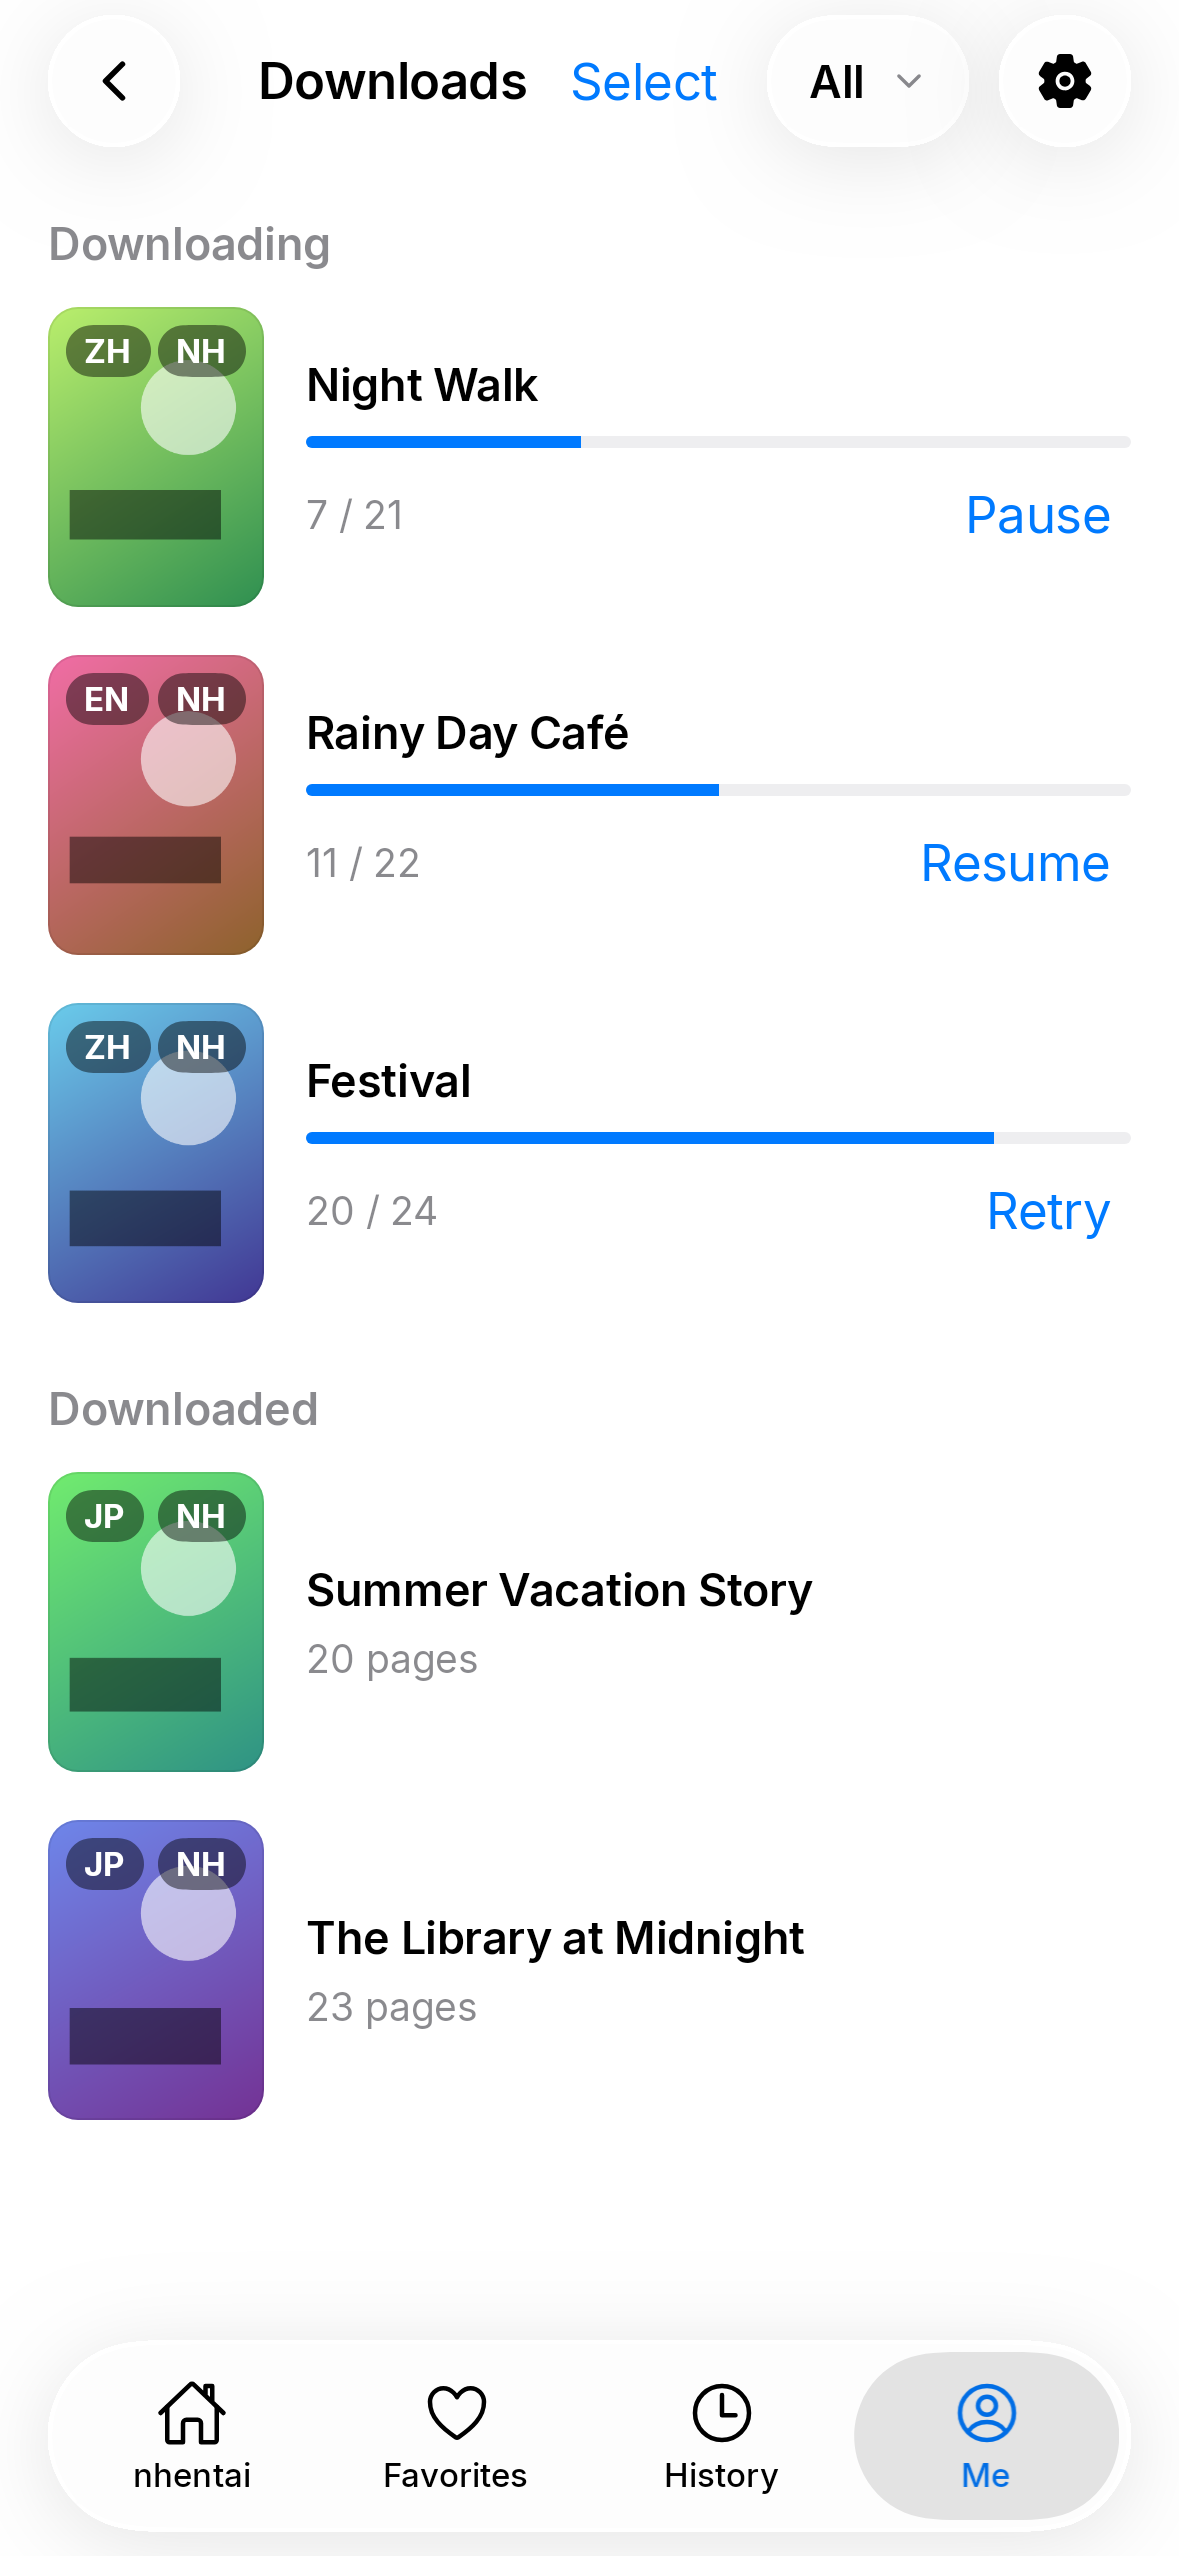 Downloads Select All
Downloading
ZH NH
Night Walk
7 / 21 Pause
EN NH
Rainy Day Café
11 / 22 Resume
ZH NH
Festival
20 / 24 Retry
Downloaded
JP NH
Summer Vacation Story
20 pages
JP NH
The Library at Midnight
23 pages
nhentai Favorites History Me